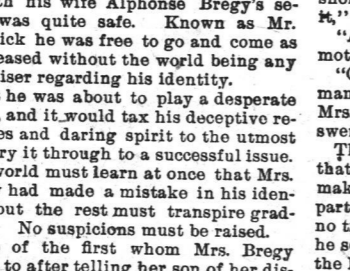 his wife Alphonse Bregy's se-
was quite safe. Known as Mr.
ick he was free to go and come as
eased without the world being any
iser regarding his identity.
he was about to play a desperate
, and it would tax his deceptive re-
es and daring spirit to the utmost
ry it through to a successful issue.
world must learn at once that Mrs.
had made a mistake in his iden-
out the rest must transpire grad-
No suspicions must be raised.
of the first whom Mrs. Bregy
to after telling her son of her dis-
it,"
mot
man
Mrs
swer
that
mak
part
no t
he s
the